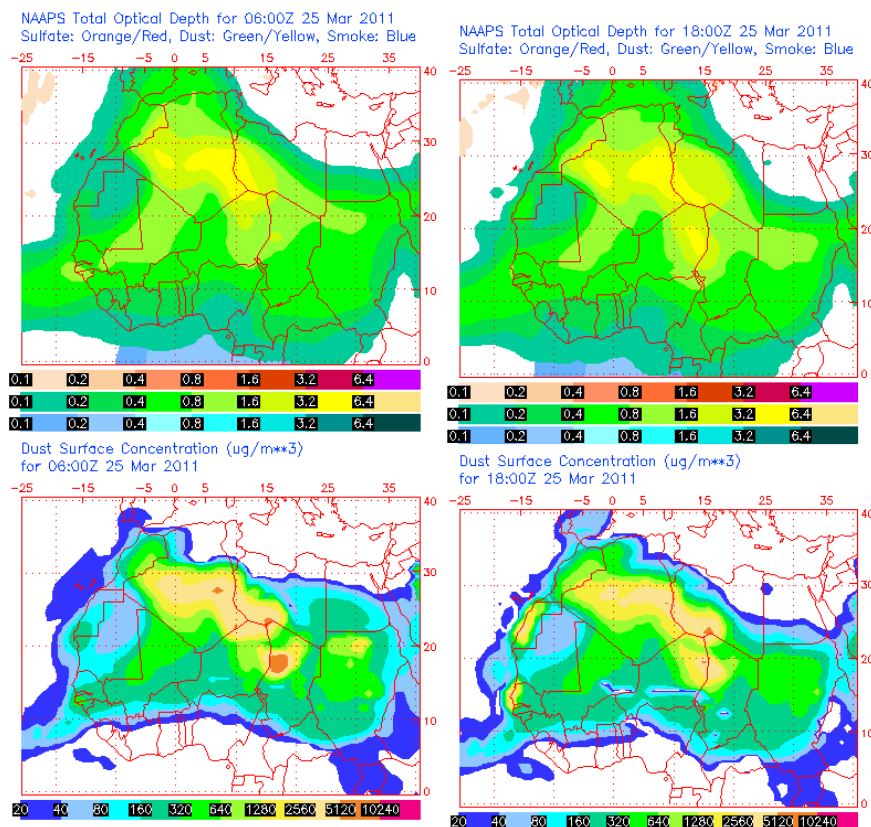 NAAPS Total Optical Depth for 06:00Z 25 Mar 2011
Sulfate: Orange/Red, Dust: Green/Yellow, Smoke: Blue
-25 -15 -5 5 15 25 35
40
30
20
10
0
0.1 0.2 0.4 0.8 1.6 3.2 6.4
0.1 0.2 0.4 0.8 1.6 3.2 6.4
0.1 0.2 0.4 0.8 1.6 3.2 6.4
NAAPS Total Optical Depth for 18:00Z 25 Mar 2011
Sulfate: Orange/Red, Dust: Green/Yellow, Smoke: Blue
-25 -15 -5 5 15 25 35
40
30
20
10
0
0.1 0.2 0.4 0.8 1.6 3.2 6.4
0.1 0.2 0.4 0.8 1.6 3.2 6.4
0.1 0.2 0.4 0.8 1.6 3.2 6.4
Dust Surface Concentration (ug/m**3)
for 06:00Z 25 Mar 2011
-25 -15 -5 5 15 25 35
40
30
20
10
0
20 40 80 160 320 640 1280 2560 5120 10240
Dust Surface Concentration (ug/m**3)
for 18:00Z 25 Mar 2011
-25 -15 -5 5 15 25 35
40
30
20
10
0
20 40 80 160 320 640 1280 2560 5120 10240